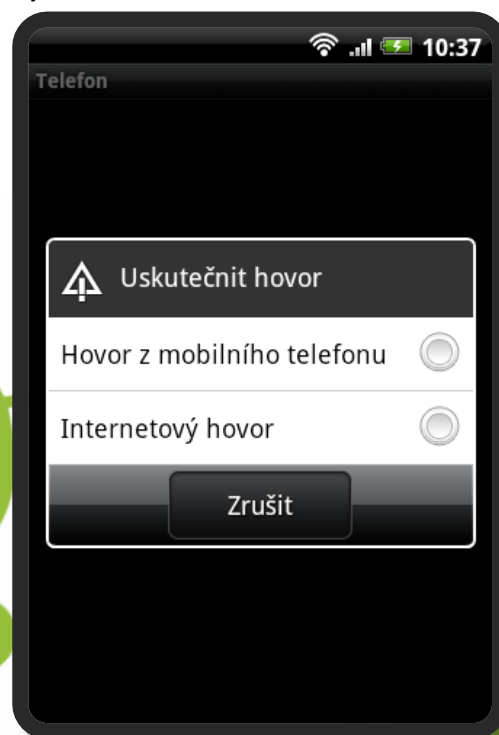 10:37
Telefon
Uskutečnit hovor
Hovor z mobilního telefonu
Internetový hovor
Zrušit